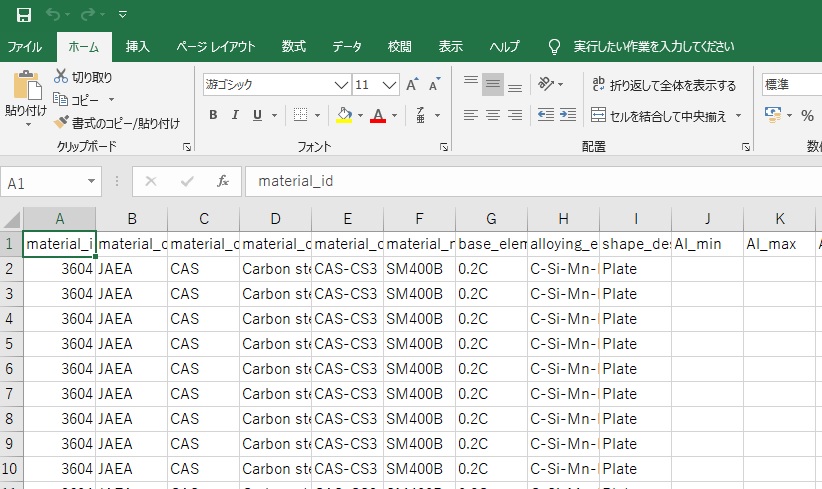 ファイル ホーム 挿入 ページ レイアウト 数式 データ 校閲 表示 ヘルプ 実行したい作業を入力してください
切り取り
コピー
書式のコピー/貼り付け
貼り付け
クリップボード
游ゴシック 11 A A
B I U A 亜
フォント
ab 折り返して全体を表示する
セルを結合して中央揃え
配置
標準
%
数値
A1 fx material_id
A B C D E F G H I J K
1 material_i material_c material_c material_c material_c material_n base_elem alloying_e shape_des Al_min Al_max
2 3604 JAEA CAS Carbon ste CAS-CS3 SM400B 0.2C C-Si-Mn- Plate
3 3604 JAEA CAS Carbon ste CAS-CS3 SM400B 0.2C C-Si-Mn- Plate
4 3604 JAEA CAS Carbon ste CAS-CS3 SM400B 0.2C C-Si-Mn- Plate
5 3604 JAEA CAS Carbon ste CAS-CS3 SM400B 0.2C C-Si-Mn- Plate
6 3604 JAEA CAS Carbon ste CAS-CS3 SM400B 0.2C C-Si-Mn- Plate
7 3604 JAEA CAS Carbon ste CAS-CS3 SM400B 0.2C C-Si-Mn- Plate
8 3604 JAEA CAS Carbon ste CAS-CS3 SM400B 0.2C C-Si-Mn- Plate
9 3604 JAEA CAS Carbon ste CAS-CS3 SM400B 0.2C C-Si-Mn- Plate
10 3604 JAEA CAS Carbon ste CAS-CS3 SM400B 0.2C C-Si-Mn- Plate